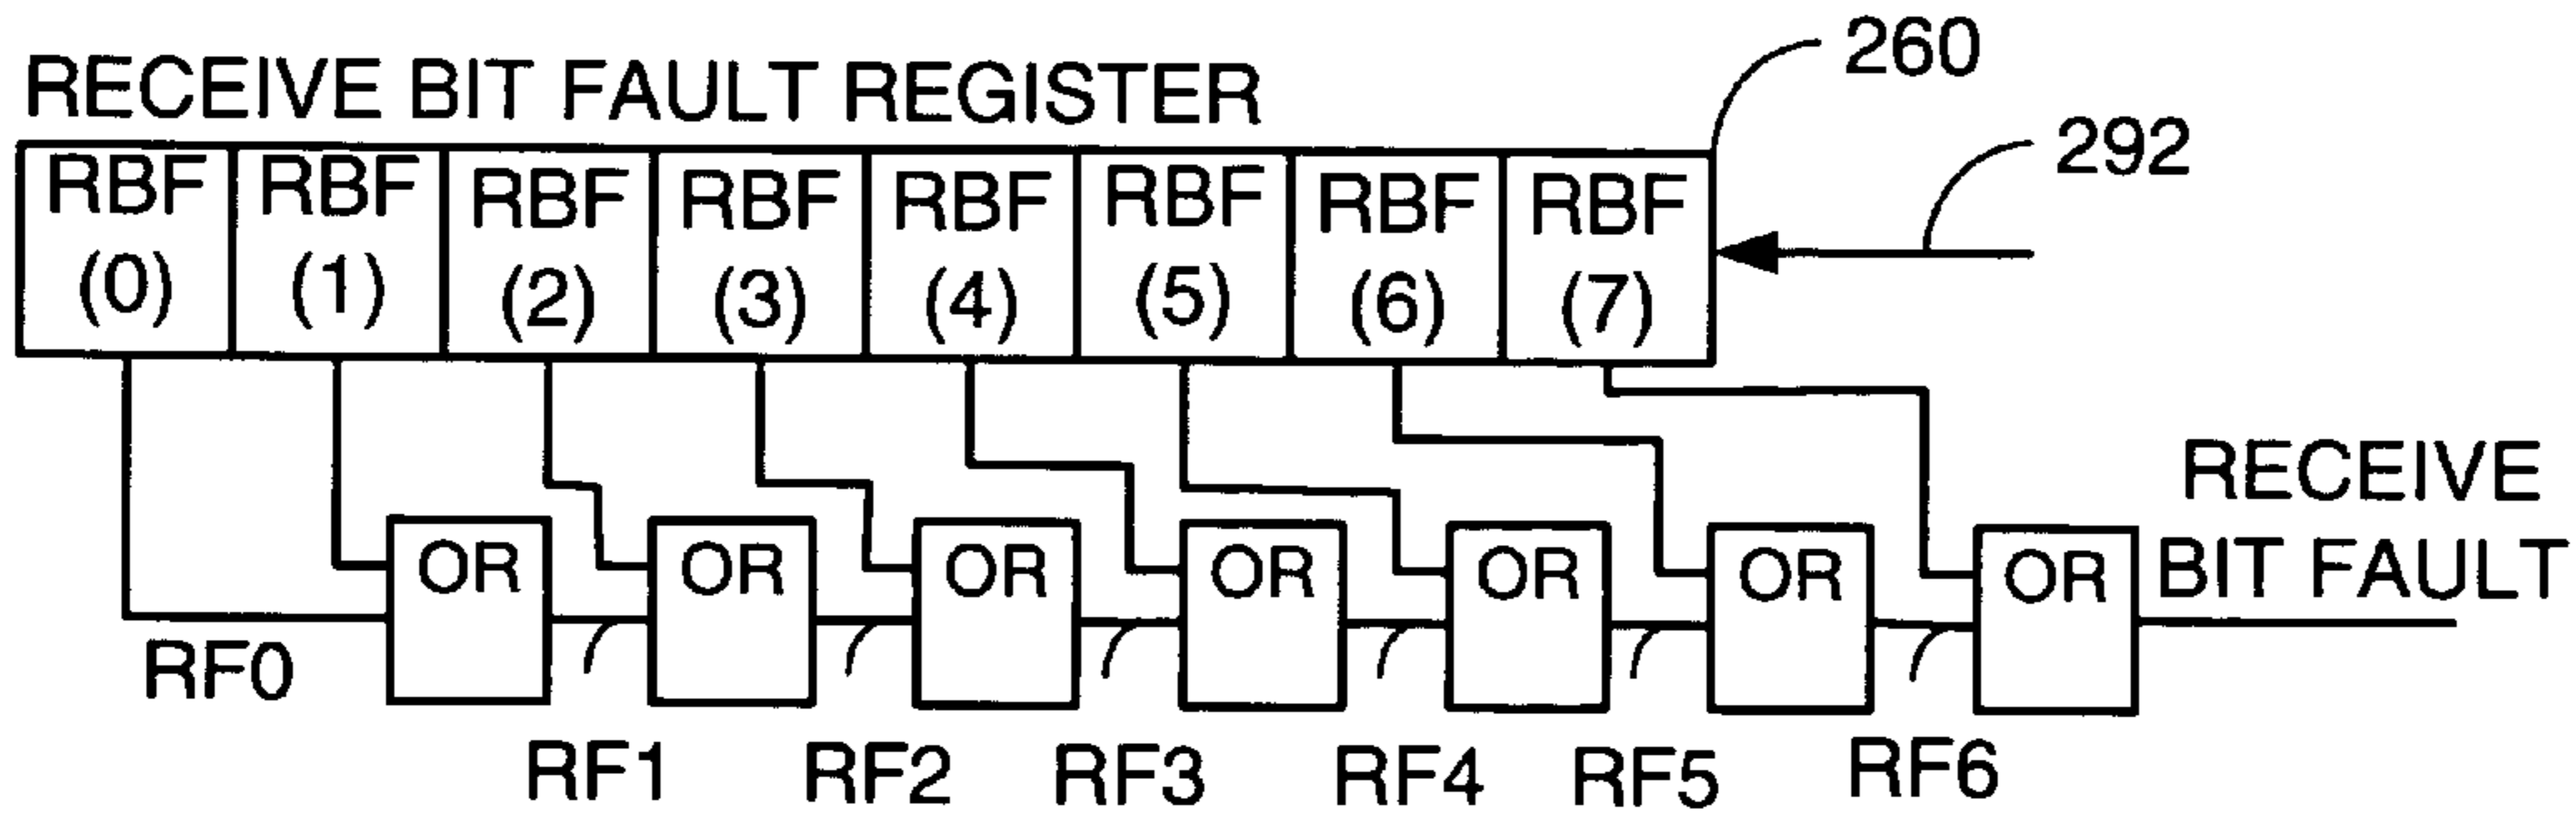 260
RECEIVE BIT FAULT REGISTER
292
RBF RBF RBF RBF RBF RBF RBF RBF
(0) (1) (2) (3) (4) (5) (6) (7)
RECEIVE
BIT FAULT
OR OR OR OR OR OR OR
RF0
RF1 RF2 RF3 RF4 RF5 RF6